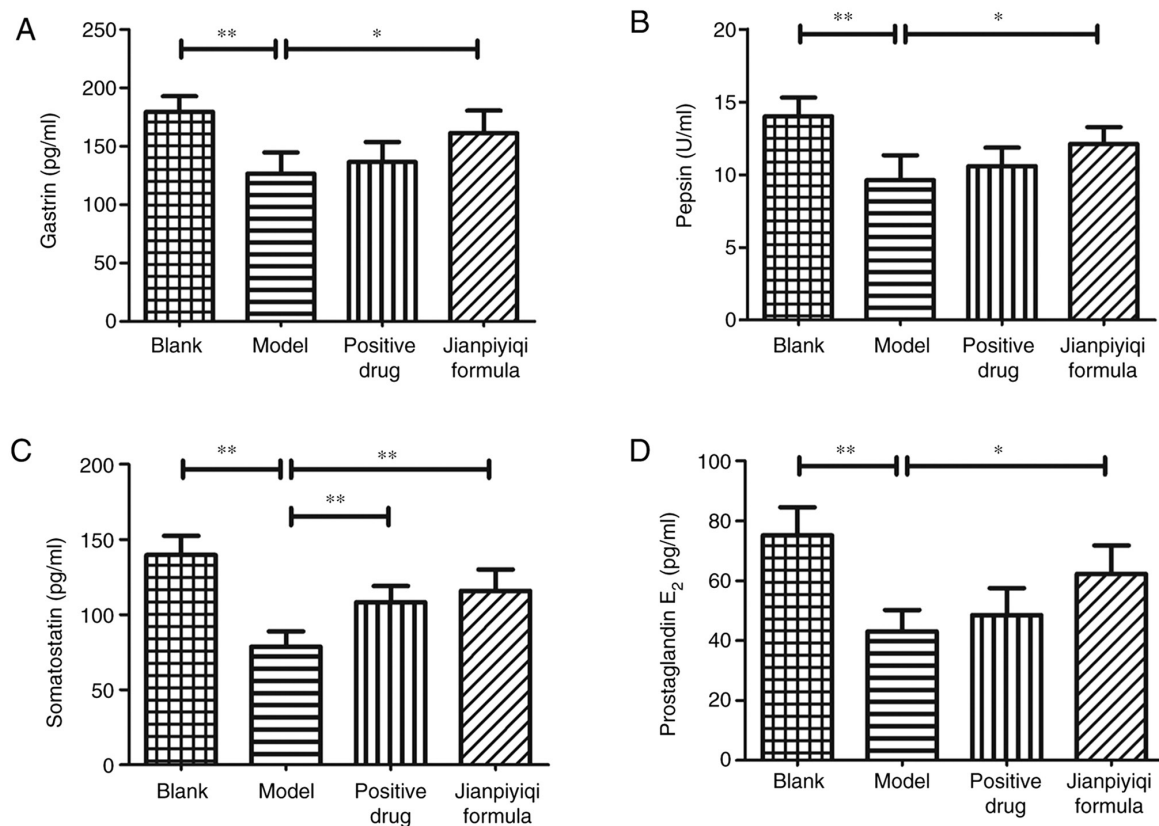 A
Gastrin (pg/ml)
250
200
150
100
50
0
**
*
Blank
Model
Positive
drug
Jianpiyiqi
formula
B
Pepsin (U/ml)
20
15
10
5
0
**
*
Blank
Model
Positive
drug
Jianpiyiqi
formula
C
Somatostatin (pg/ml)
200
150
100
50
0
**
**
**
Blank
Model
Positive
drug
Jianpiyiqi
formula
D
Prostaglandin E2 (pg/ml)
100
80
60
40
20
0
**
*
Blank
Model
Positive
drug
Jianpiyiqi
formula